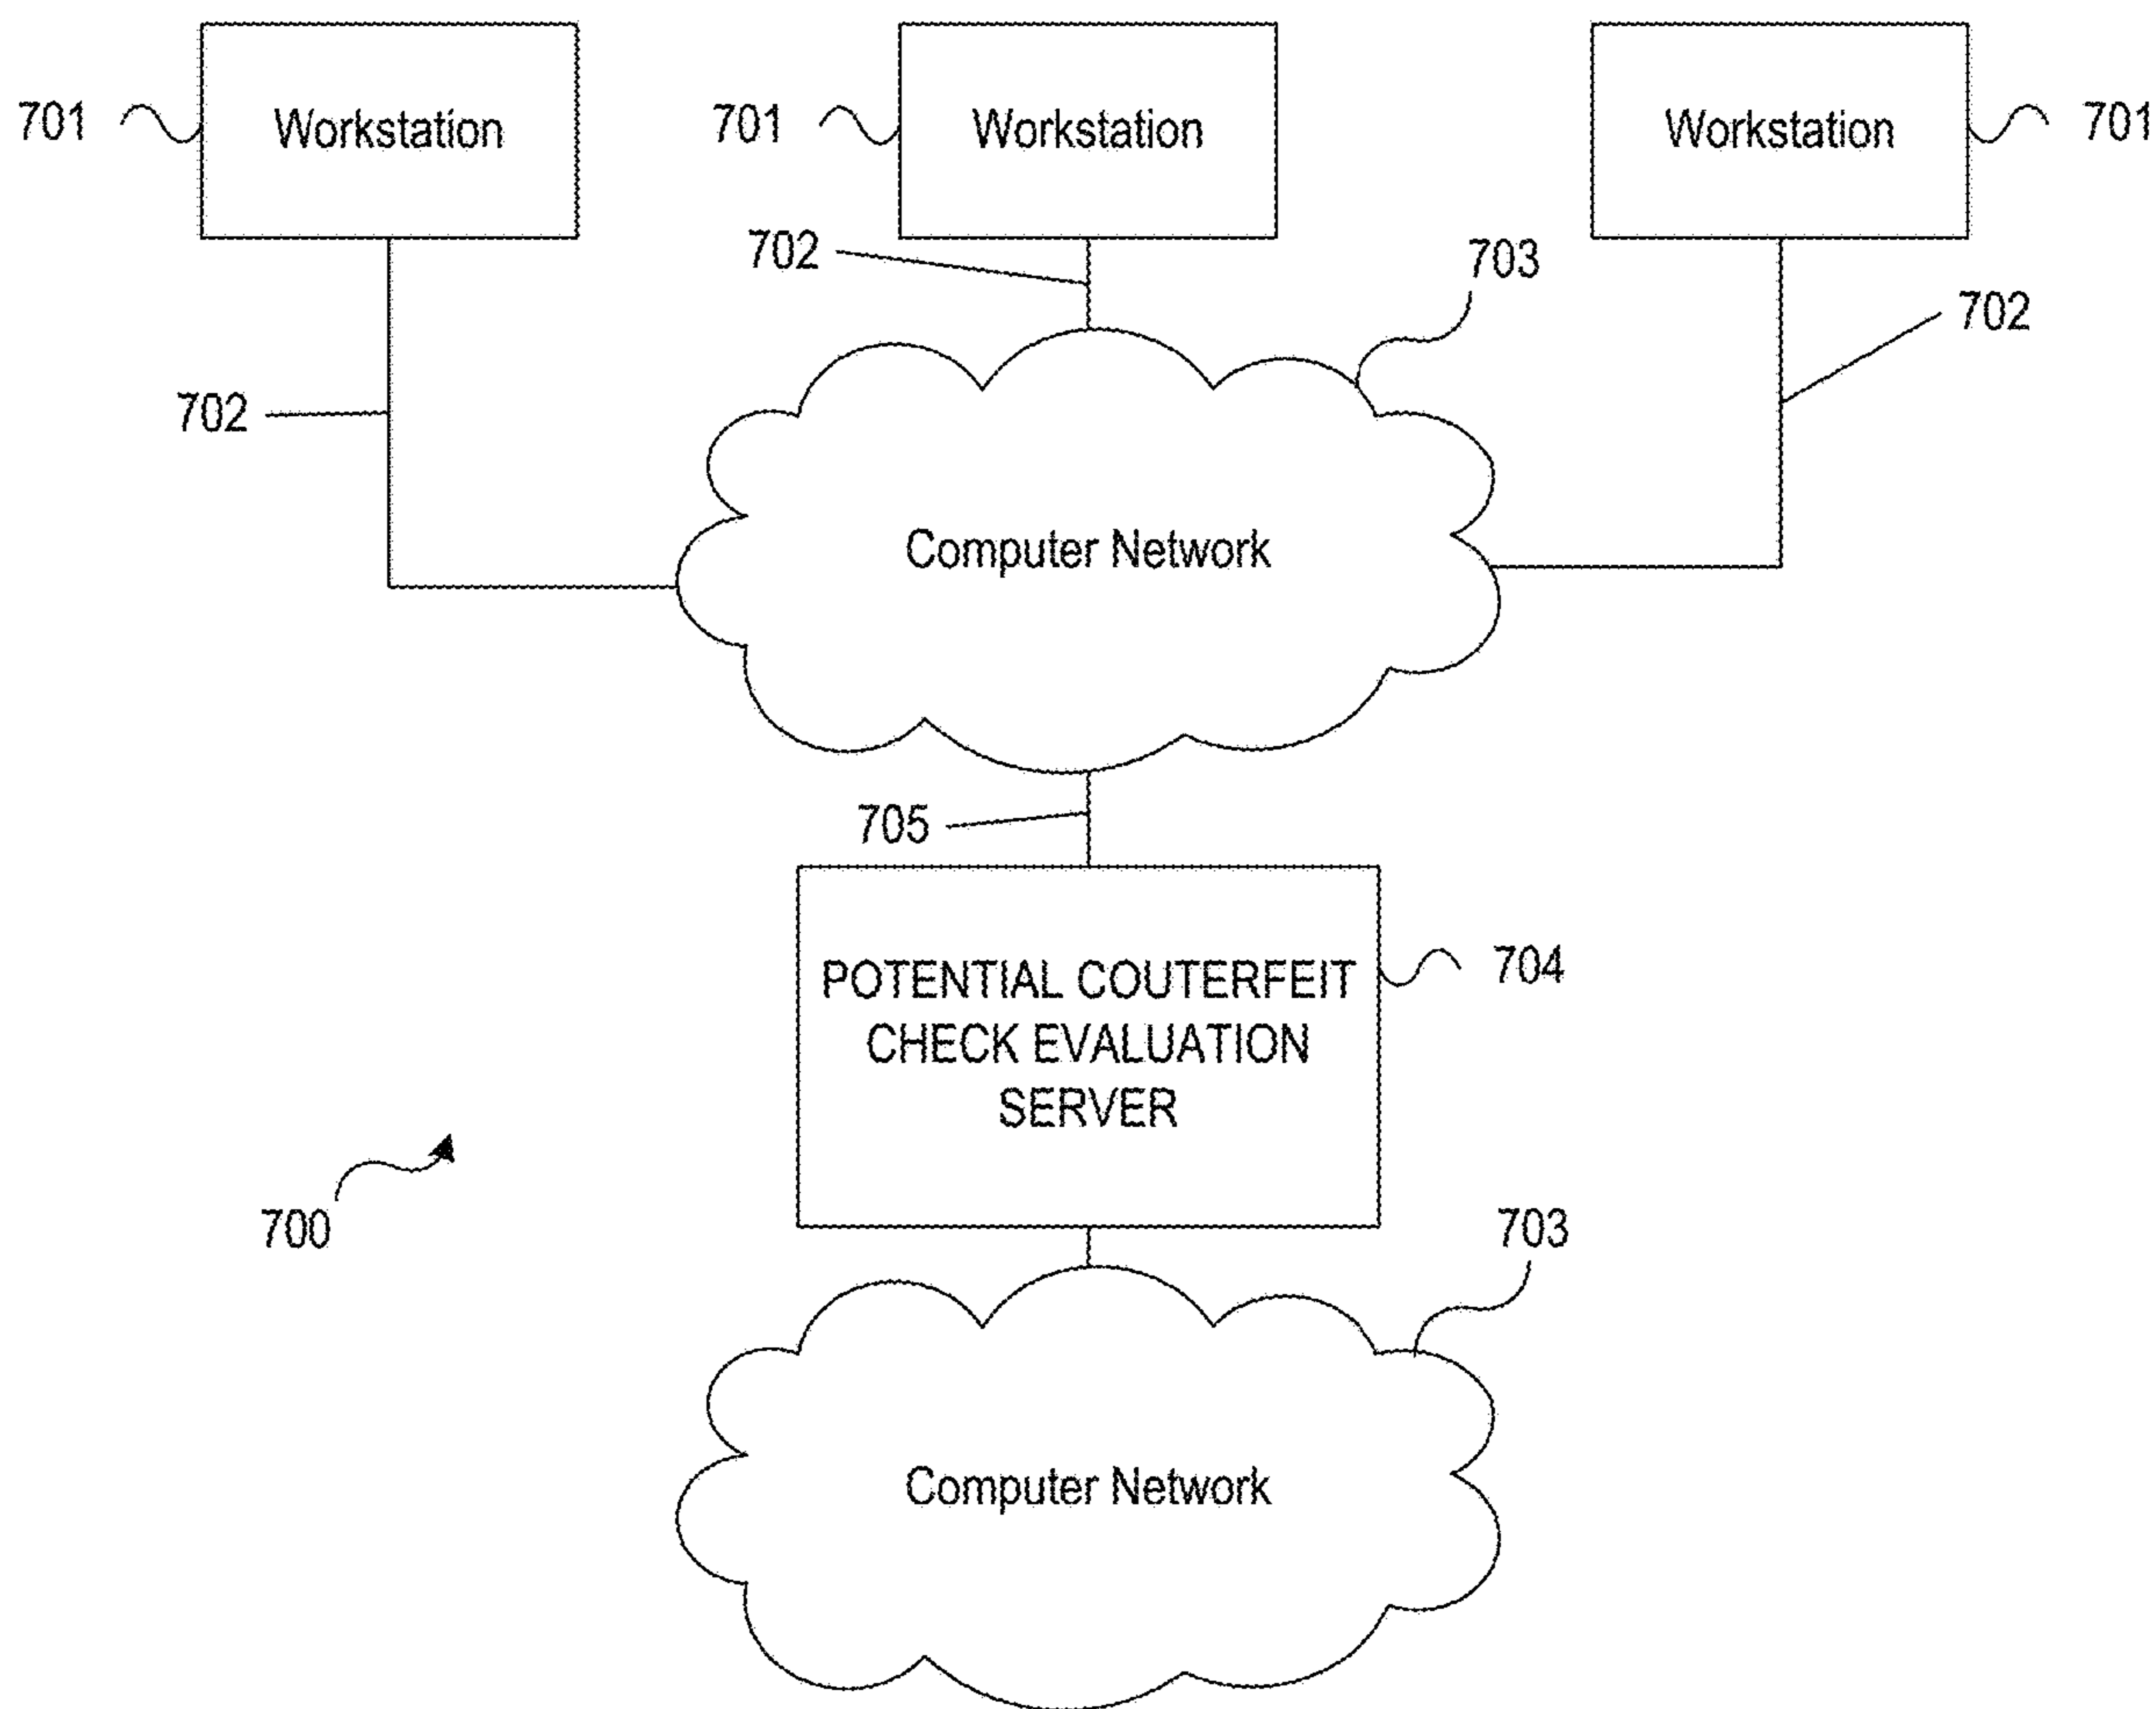 701
Workstation
701
Workstation
Workstation
701
702
703
702
702
Computer Network
705
POTENTIAL COUTERFEIT
CHECK EVALUATION
SERVER
704
700
703
Computer Network